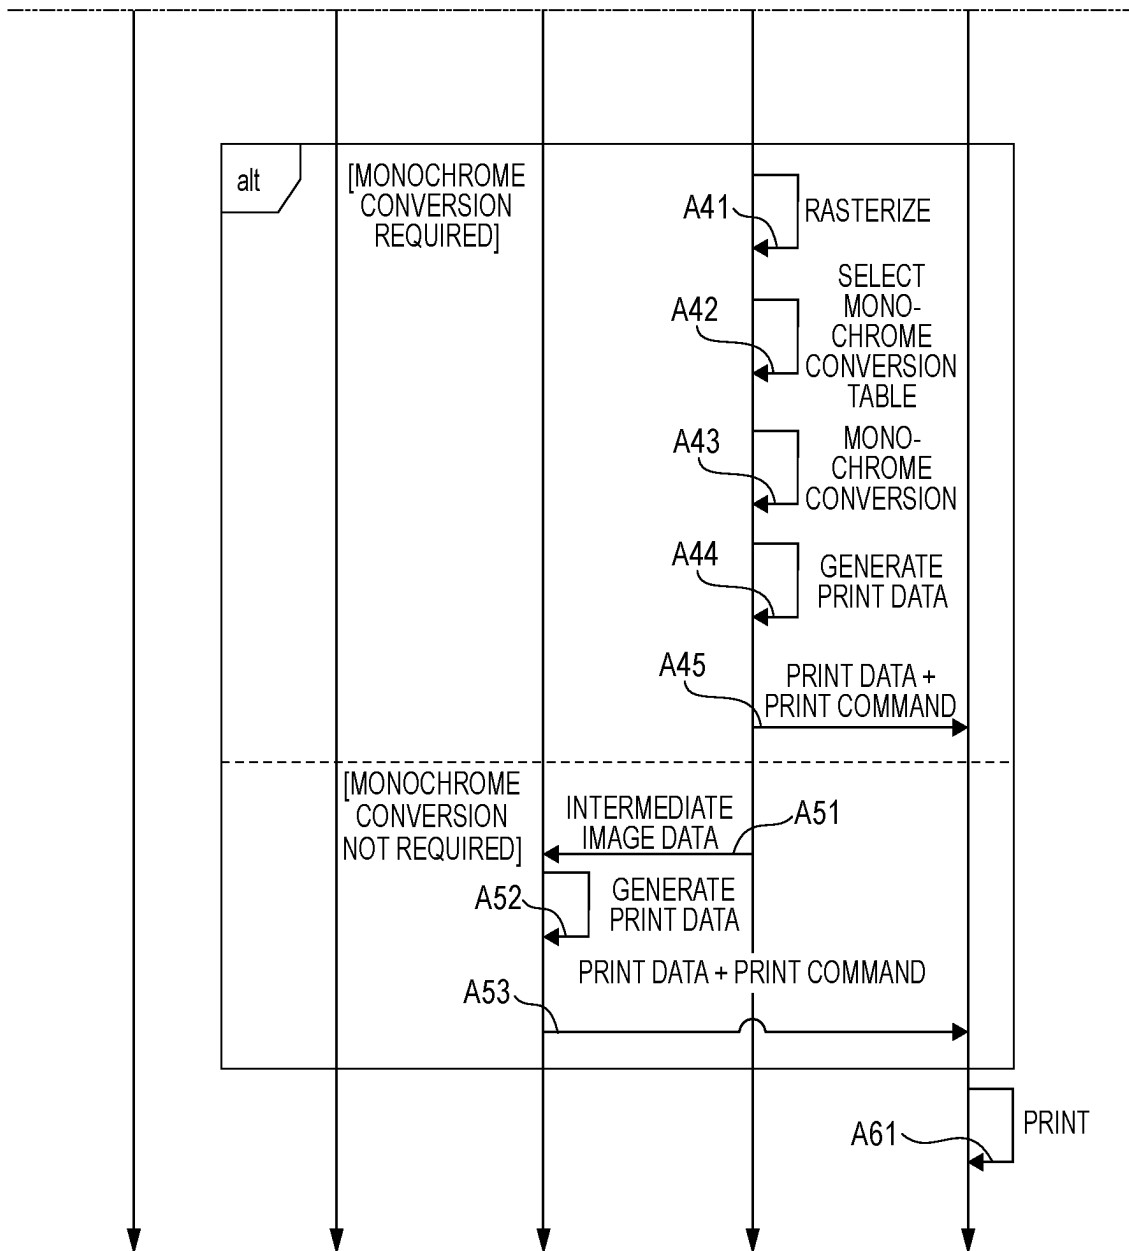 alt
[MONOCHROME
CONVERSION
REQUIRED]
A41
RASTERIZE
A42
SELECT
MONO-
CHROME
CONVERSION
TABLE
A43
MONO-
CHROME
CONVERSION
A44
GENERATE
PRINT DATA
A45
PRINT DATA +
PRINT COMMAND
[MONOCHROME
CONVERSION
NOT REQUIRED]
INTERMEDIATE
IMAGE DATA
A51
A52
GENERATE
PRINT DATA
PRINT DATA + PRINT COMMAND
A53
A61
PRINT